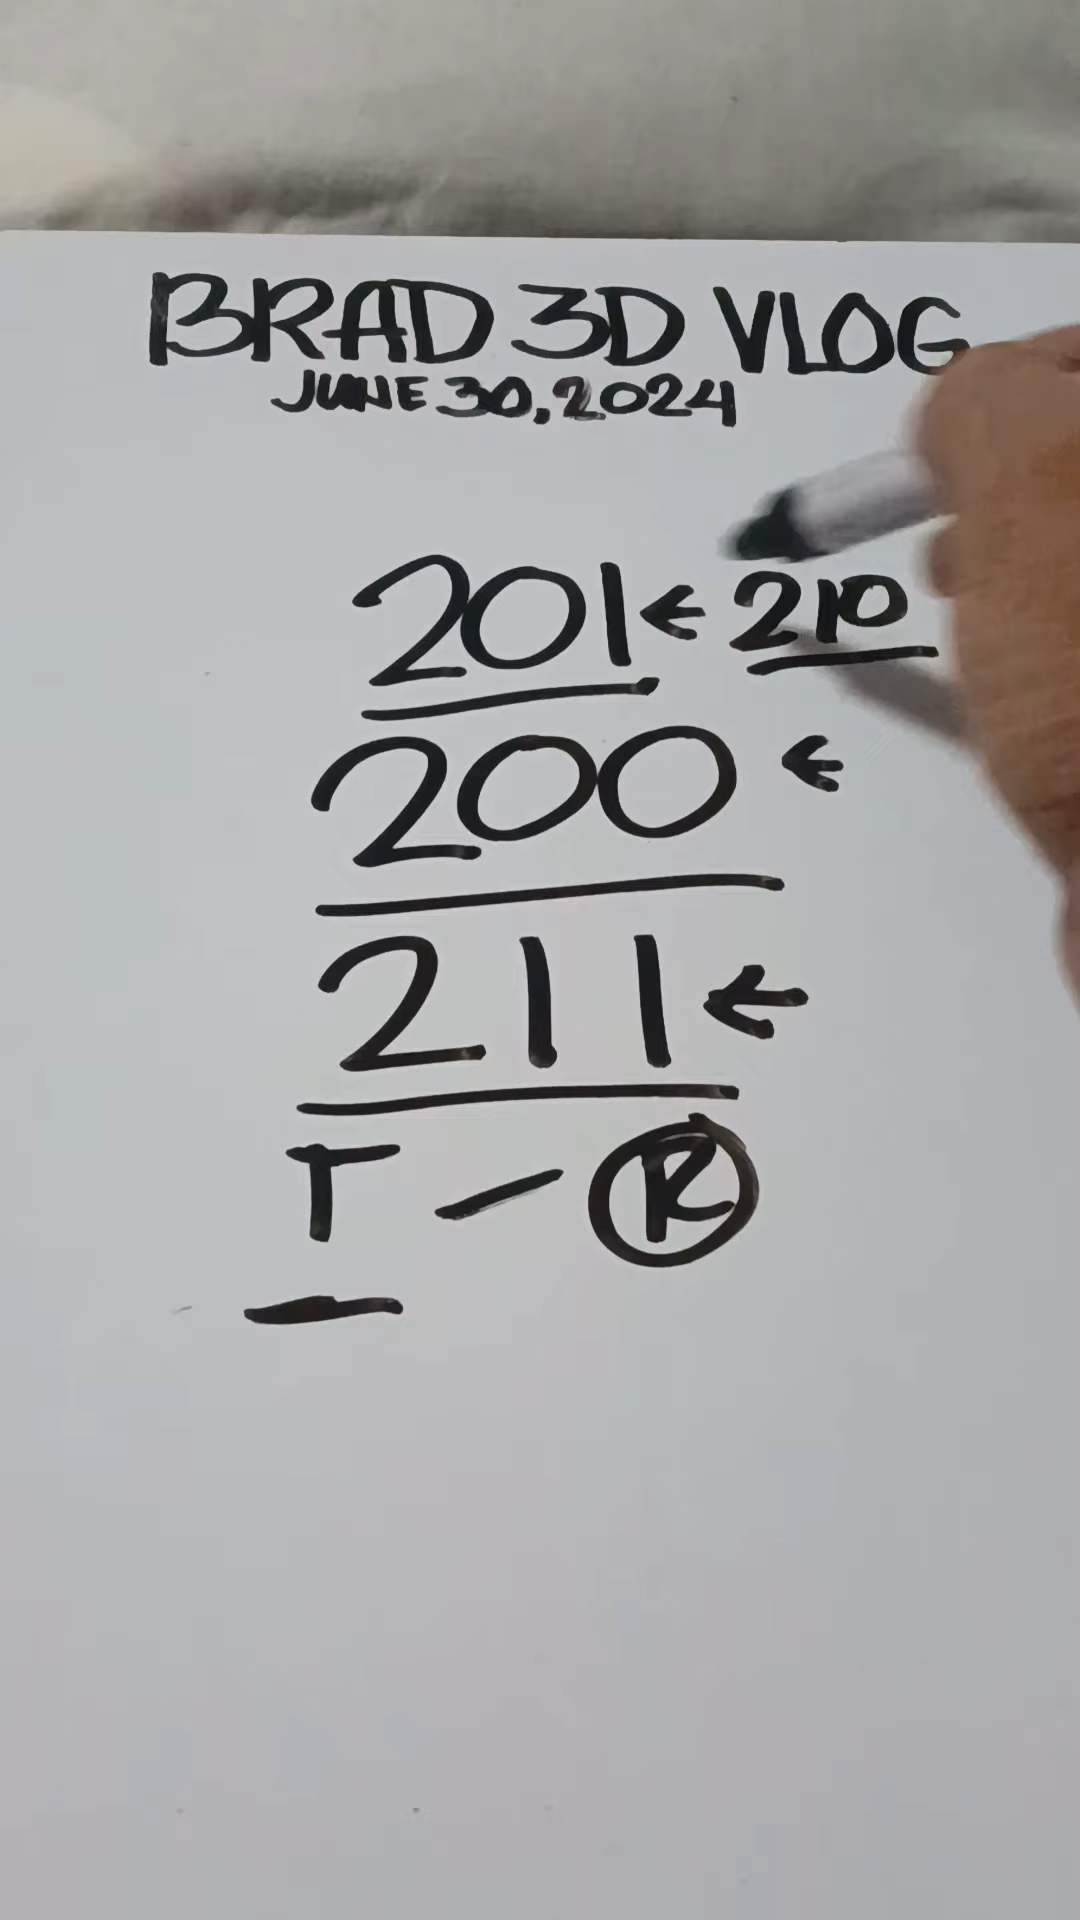 BRAD 3D VLOG
JUNE 30, 2024
201 ← 210
200 ←
211 ←
T - R